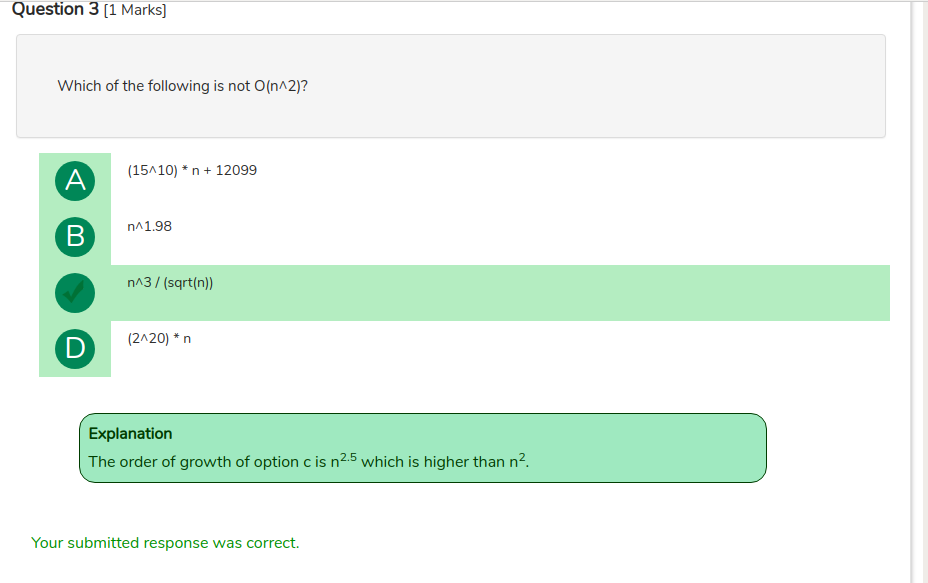 Question 3 [1 Marks]
Which of the following is not O(n^2)?
A (15^10) * n + 12099
B n^1.98
✓ n^3 / (sqrt(n))
D (2^20) * n
Explanation
The order of growth of option c is n^2.5 which is higher than n^2.
Your submitted response was correct.